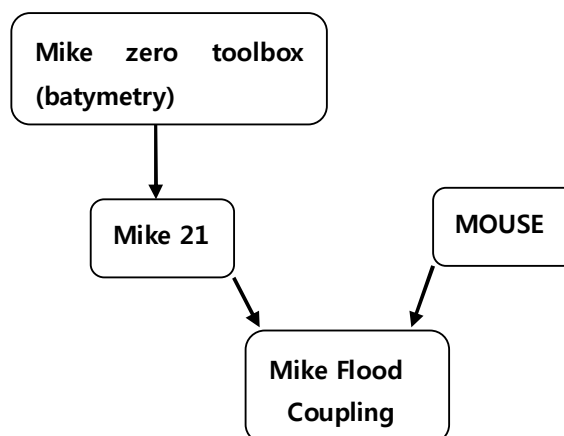 Mike zero toolbox
(batymetry)
Mike 21
MOUSE
Mike Flood
Coupling